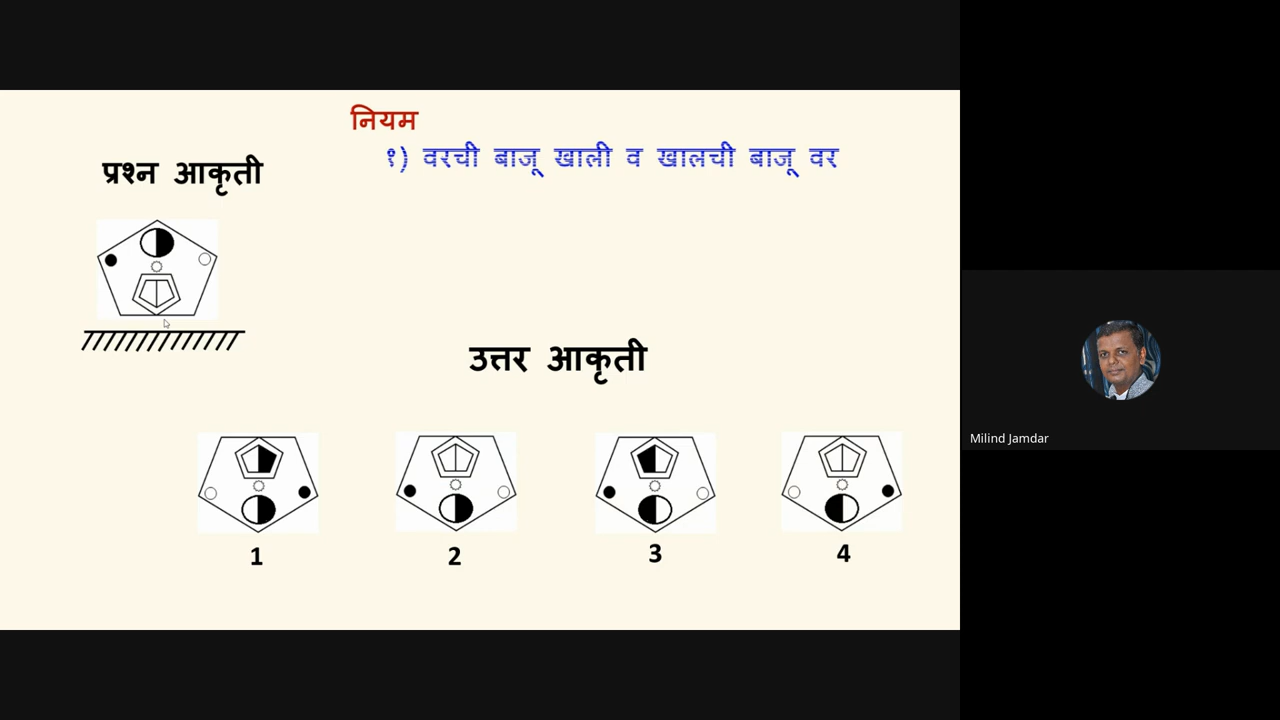 नियम
१) वरची बाजू खाली व खालची बाजू वर
प्रश्न आकृती
उत्तर आकृती
1 2 3 4
Milind Jamdar